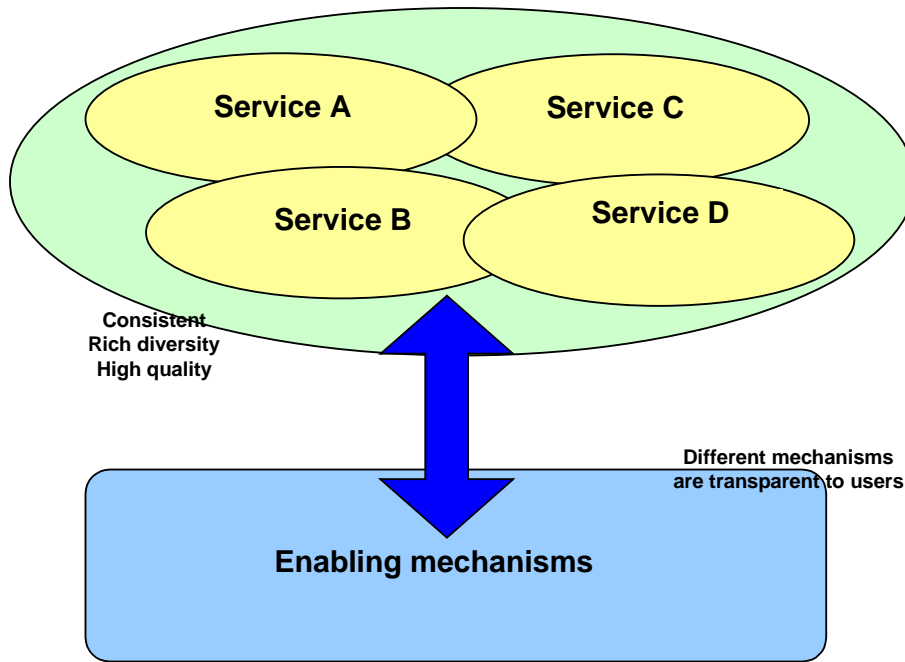 Service A
Service C
Service B
Service D
Consistent
Rich diversity
High quality
Different mechanisms
are transparent to users
Enabling mechanisms